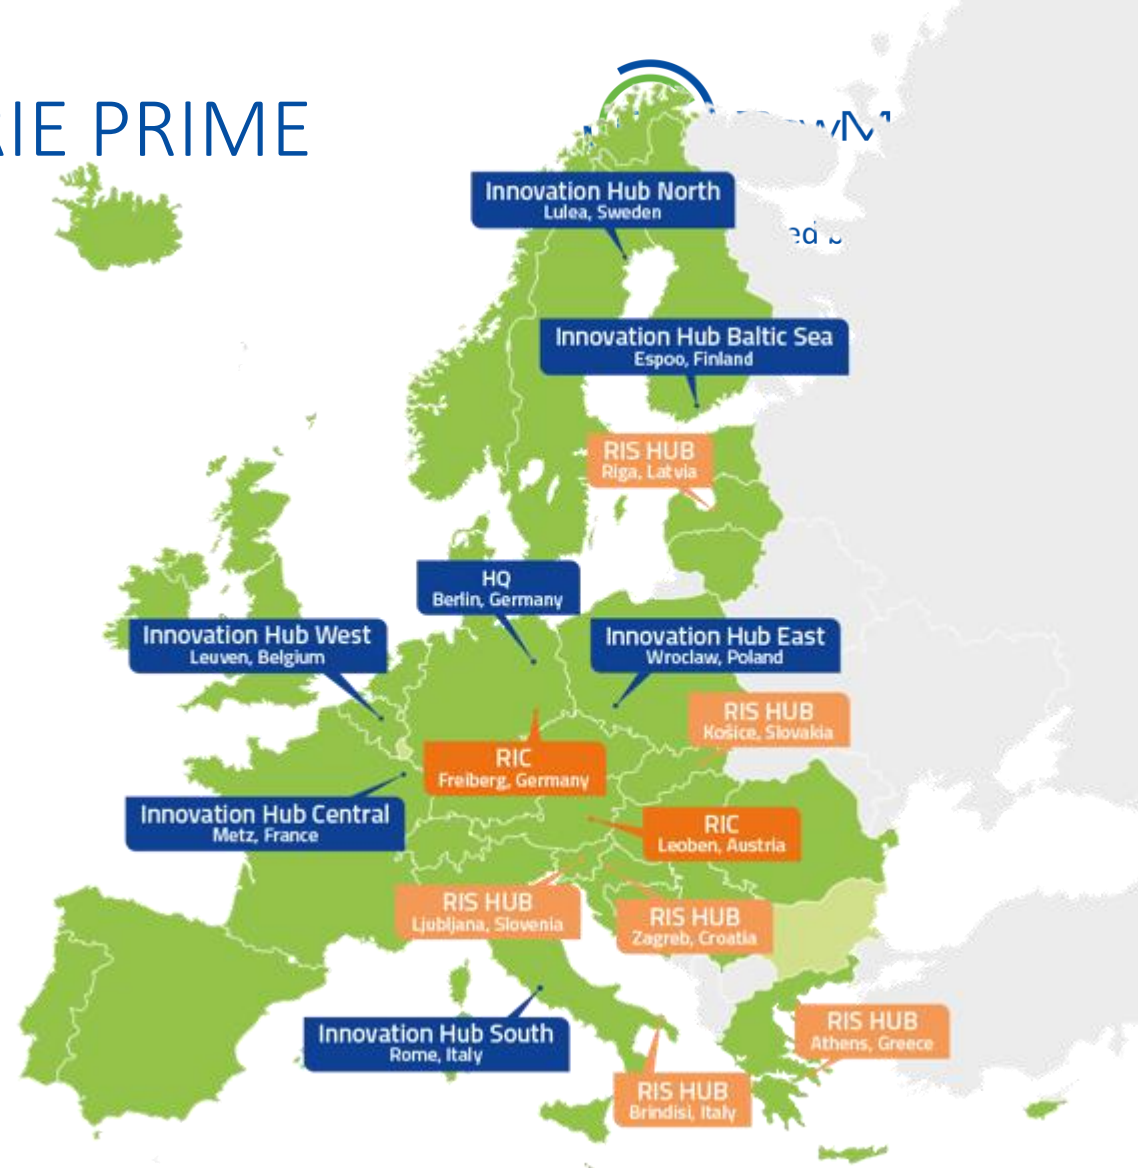 RIE PRIME
Innovation Hub North
Lulea, Sweden
Innovation Hub Baltic Sea
Espoo, Finland
RIS HUB
Riga, Latvia
HQ
Berlin, Germany
Innovation Hub West
Leuven, Belgium
Innovation Hub East
Wroclaw, Poland
RIS HUB
Košice, Slovakia
RIC
Freiberg, Germany
Innovation Hub Central
Metz, France
RIC
Leoben, Austria
RIS HUB
Ljubljana, Slovenia
RIS HUB
Zagreb, Croatia
Innovation Hub South
Rome, Italy
RIS HUB
Athens, Greece
RIS HUB
Brindisi, Italy